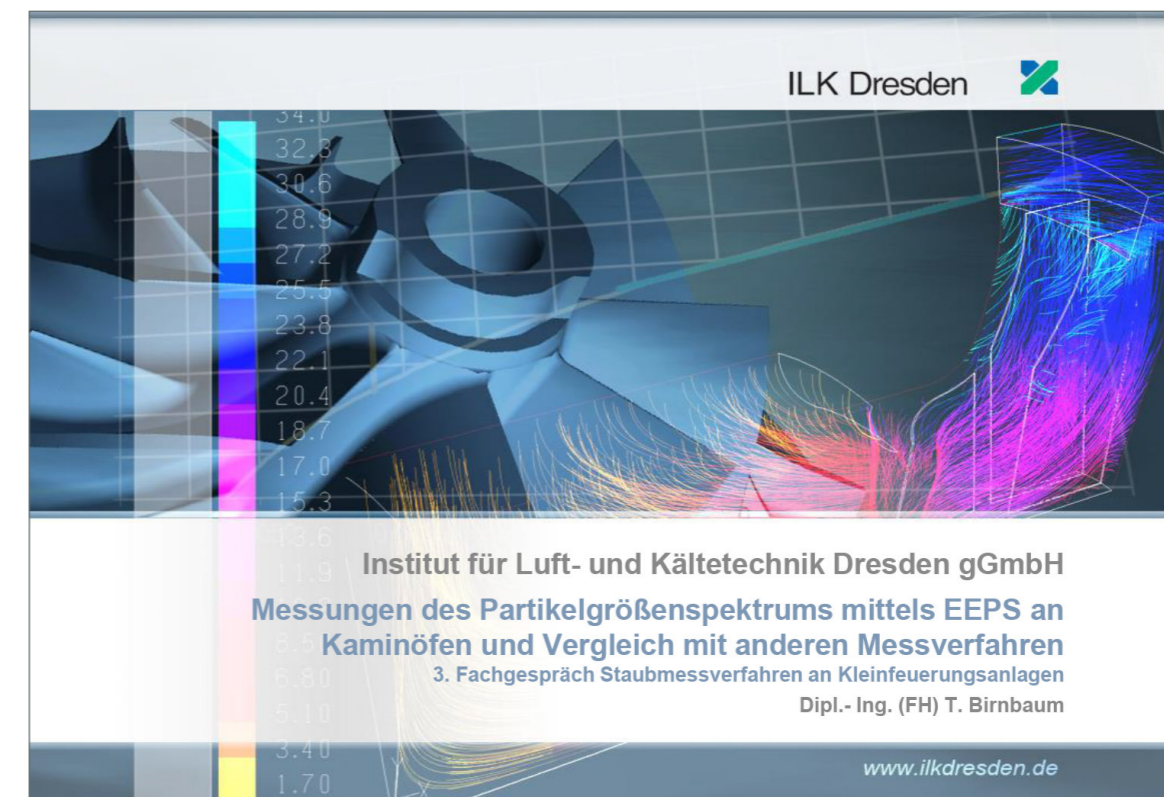 ILK Dresden
34.0
32.3
30.6
28.9
27.2
25.5
23.8
22.1
20.4
18.7
17.0
15.3
13.6
11.9
Institut für Luft- und Kältetechnik Dresden gGmbH
Messungen des Partikelgrößenspektrums mittels EEPS an
8.5
Kaminöfen und Vergleich mit anderen Messverfahren
6.80
3. Fachgespräch Staubmessverfahren an Kleinfeuerungsanlagen
5.10
Dipl.- Ing. (FH) T. Birnbaum
3.40
1.70
www.ilkdresden.de